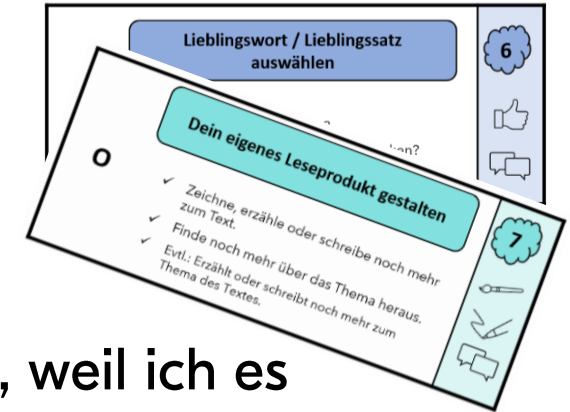 Lieblingswort / Lieblingssatz
auswählen
6
Dein eigenes Leseprodukt gestalten
7
O
✓ Zeichne, erzähle oder schreibe noch mehr
zum Text.
✓ Finde noch mehr über das Thema heraus.
✓ Evtl.: Erzählt oder schreibt noch mehr zum
Thema des Textes.
, weil ich es